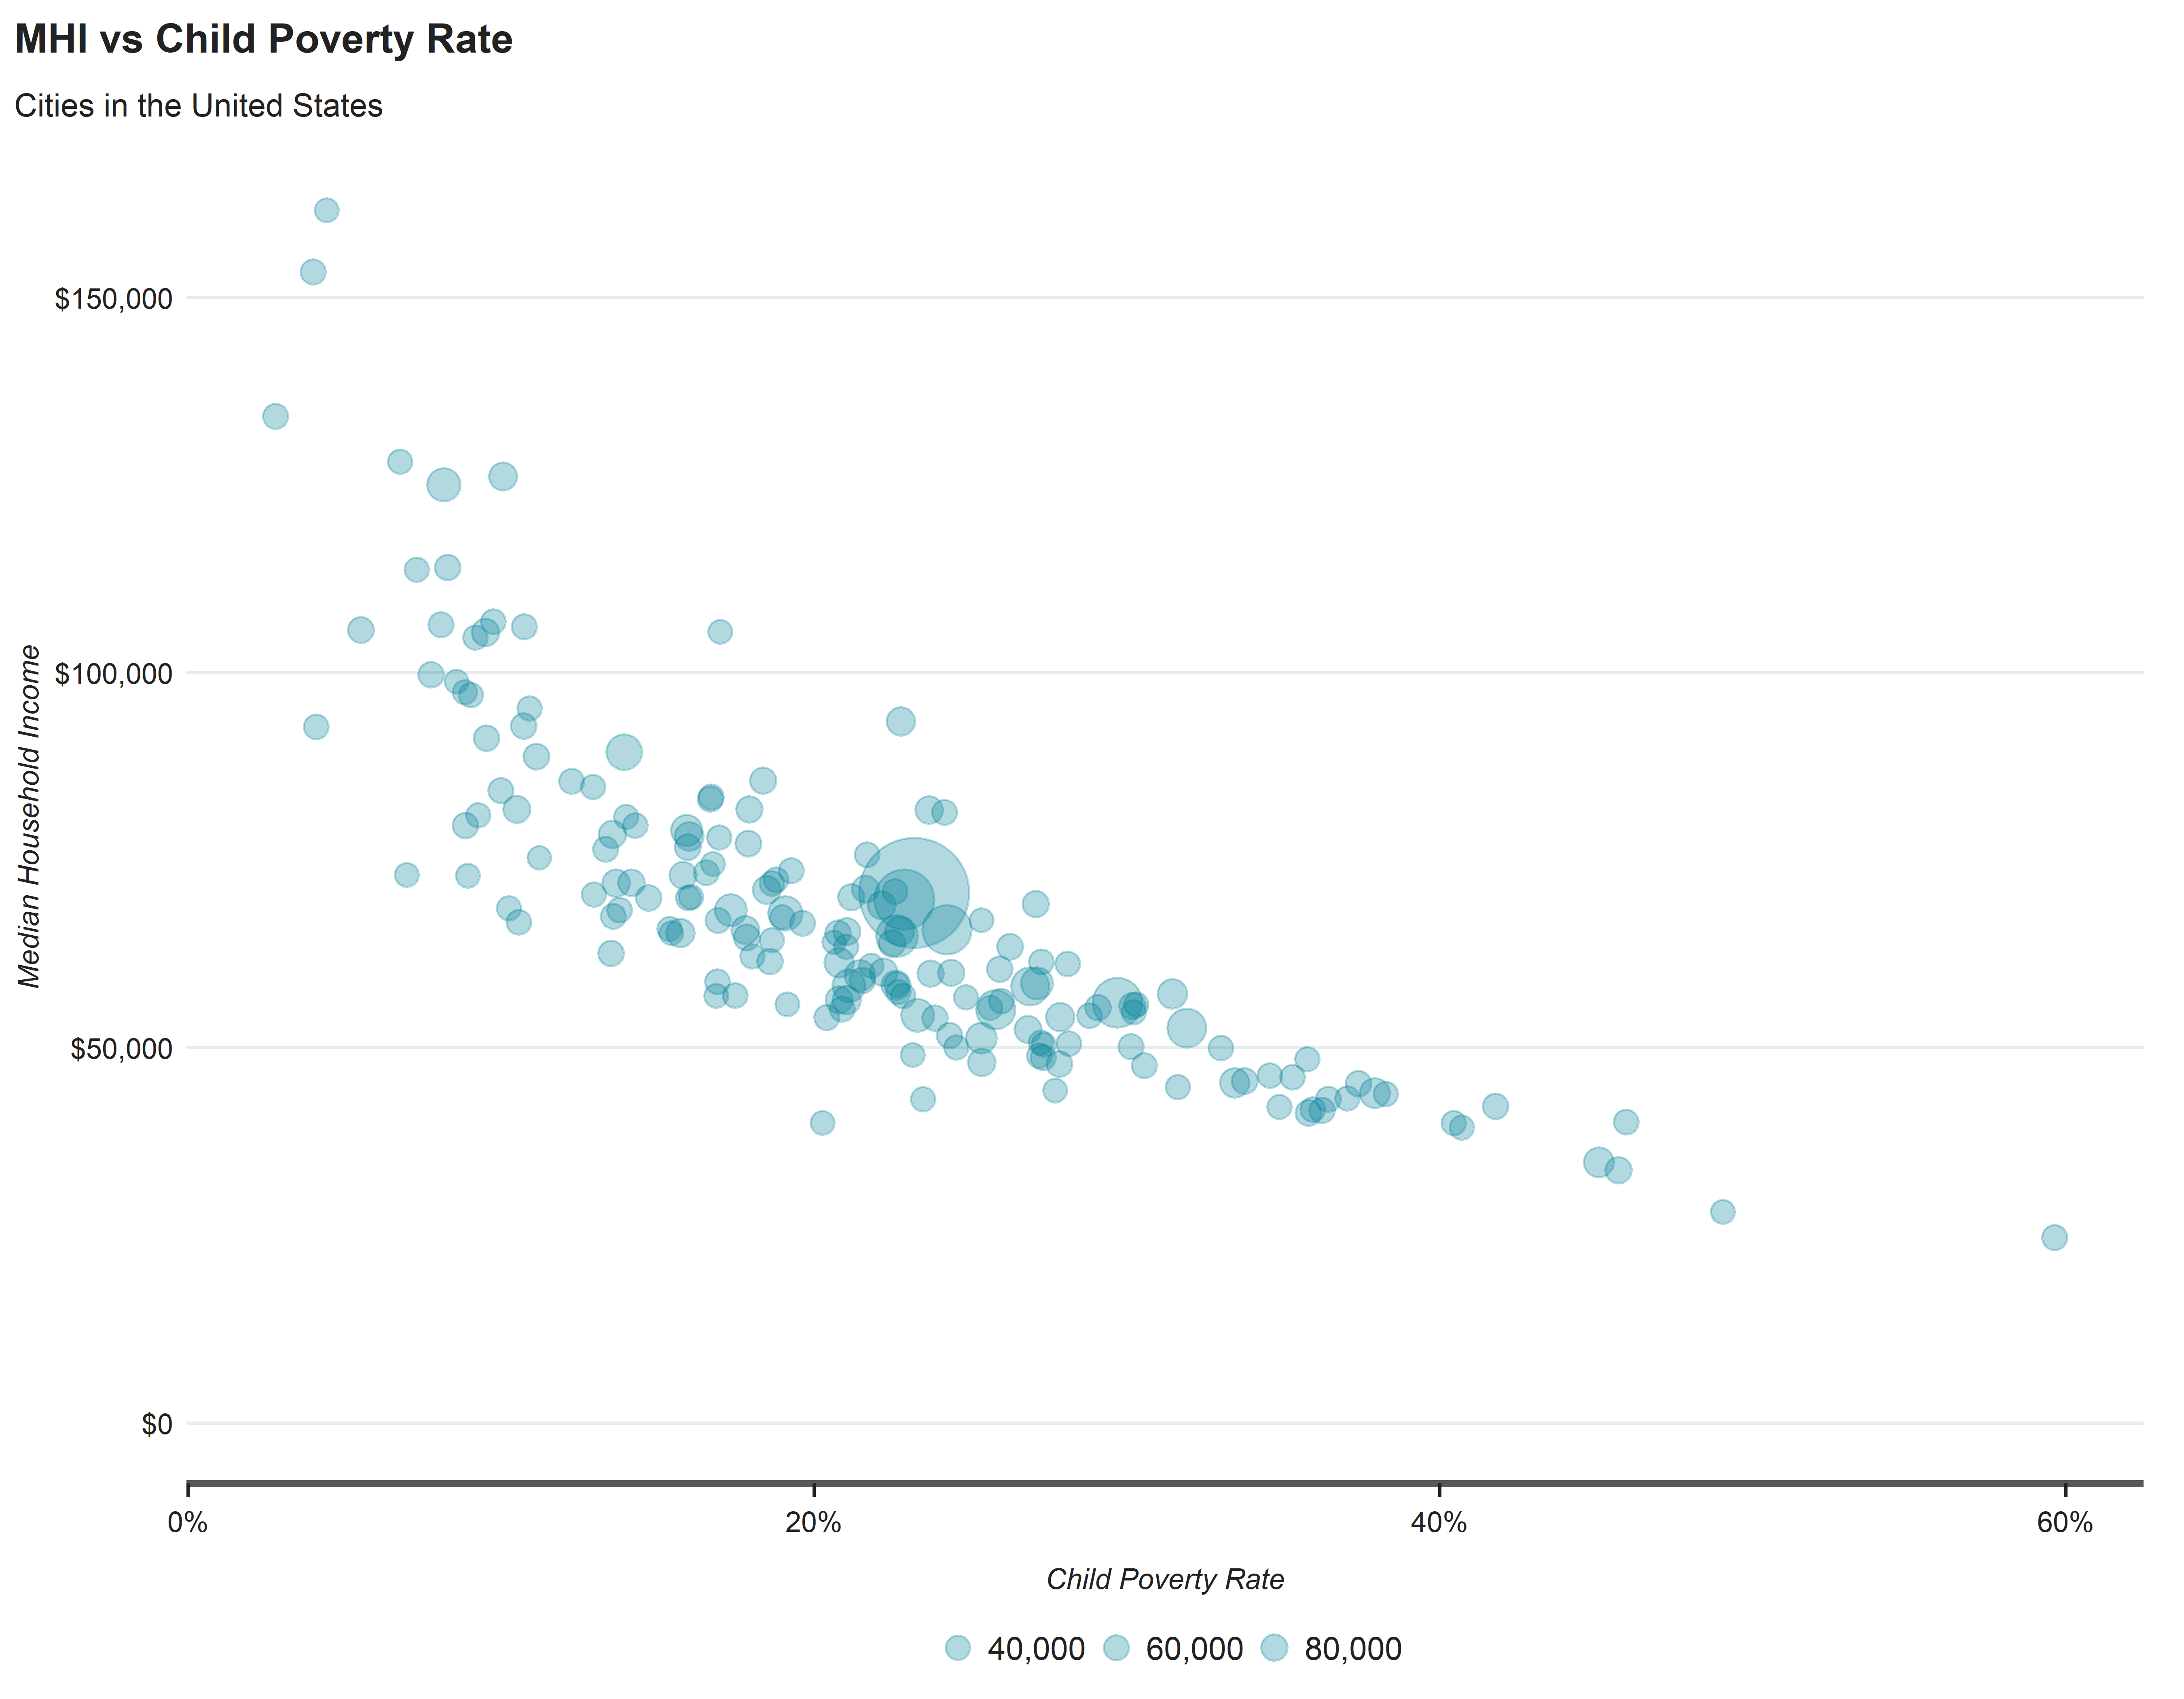 MHI vs Child Poverty Rate
Cities in the United States
$150,000
$100,000
$50,000
$0
Median Household Income
0% 20% 40% 60%
Child Poverty Rate
40,000 60,000 80,000